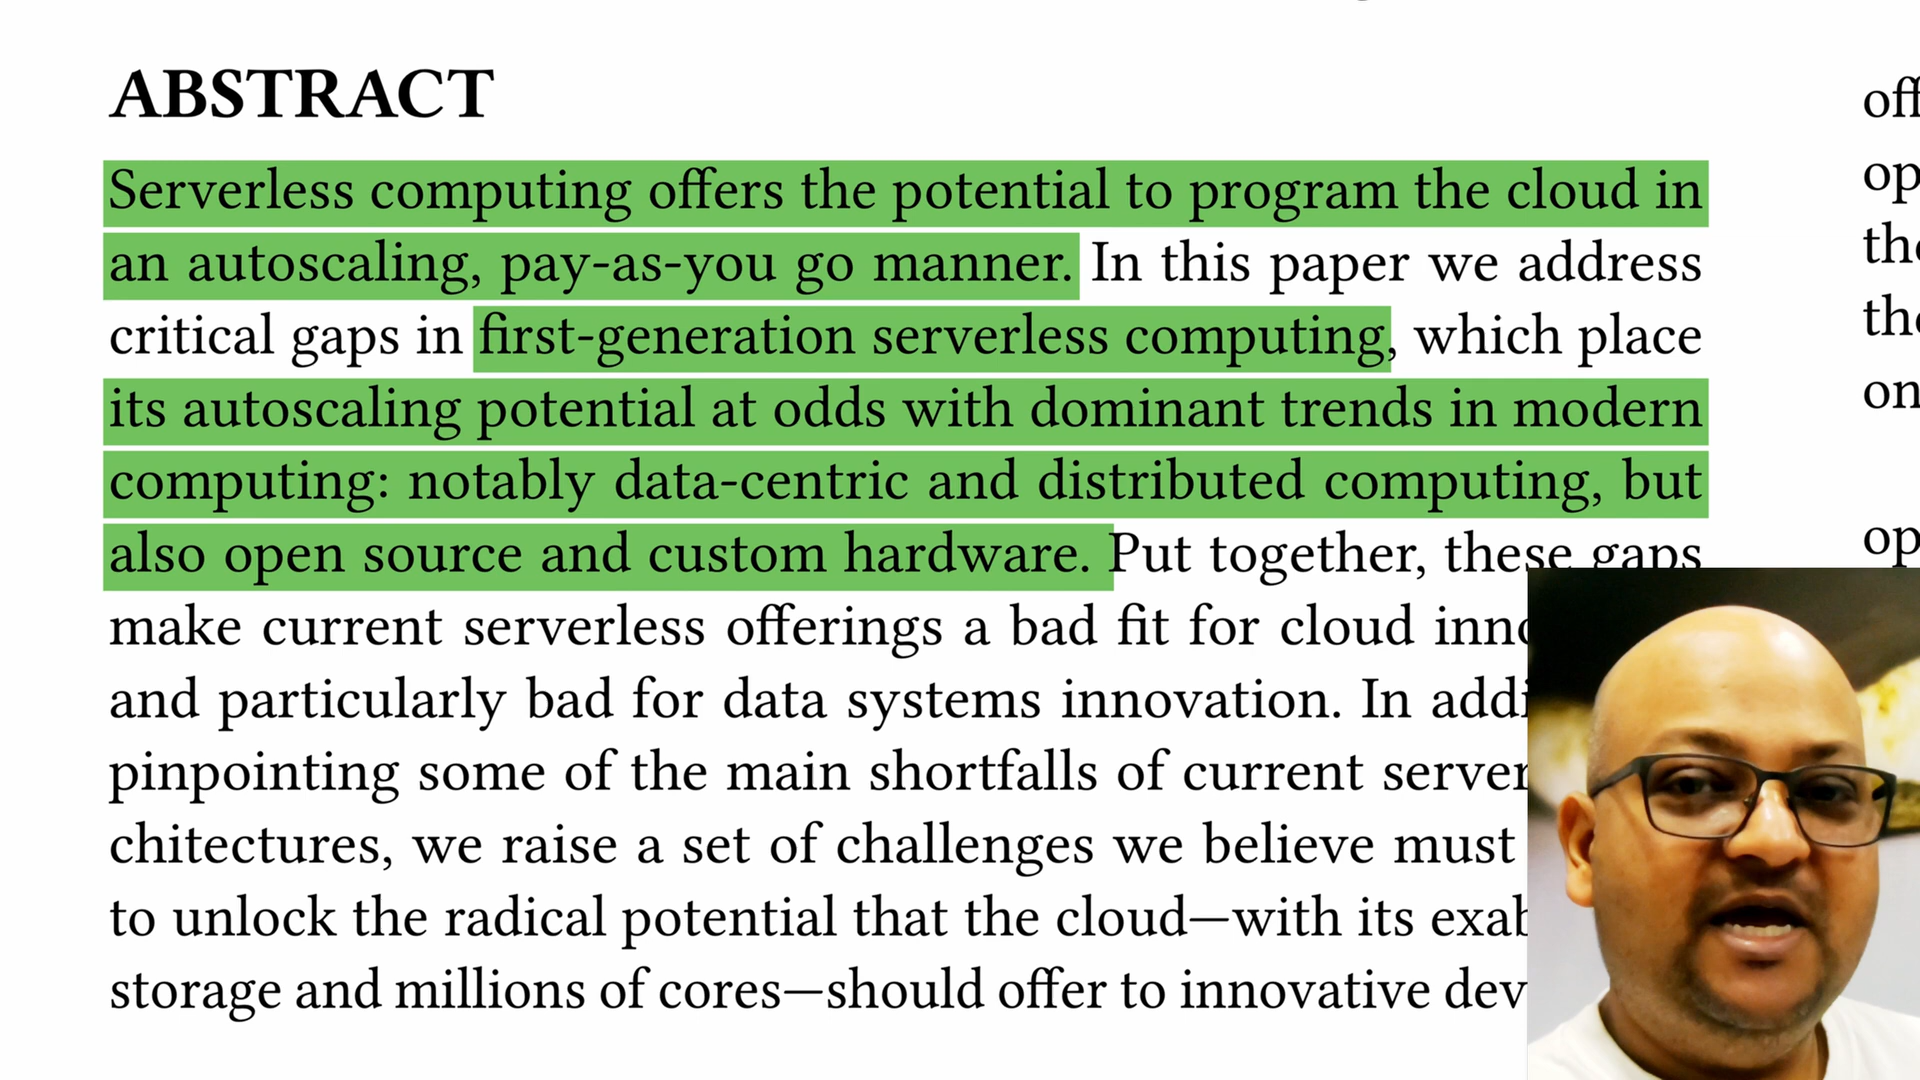 ABSTRACT
Serverless computing offers the potential to program the cloud in
an autoscaling, pay-as-you go manner. In this paper we address
critical gaps in first-generation serverless computing, which place
its autoscaling potential at odds with dominant trends in modern
computing: notably data-centric and distributed computing, but
also open source and custom hardware. Put together, these gaps
make current serverless offerings a bad fit for cloud inno
and particularly bad for data systems innovation. In addi
pinpointing some of the main shortfalls of current server
chitectures, we raise a set of challenges we believe must
to unlock the radical potential that the cloud—with its exab
storage and millions of cores—should offer to innovative dev
off
op
the
the
on
op